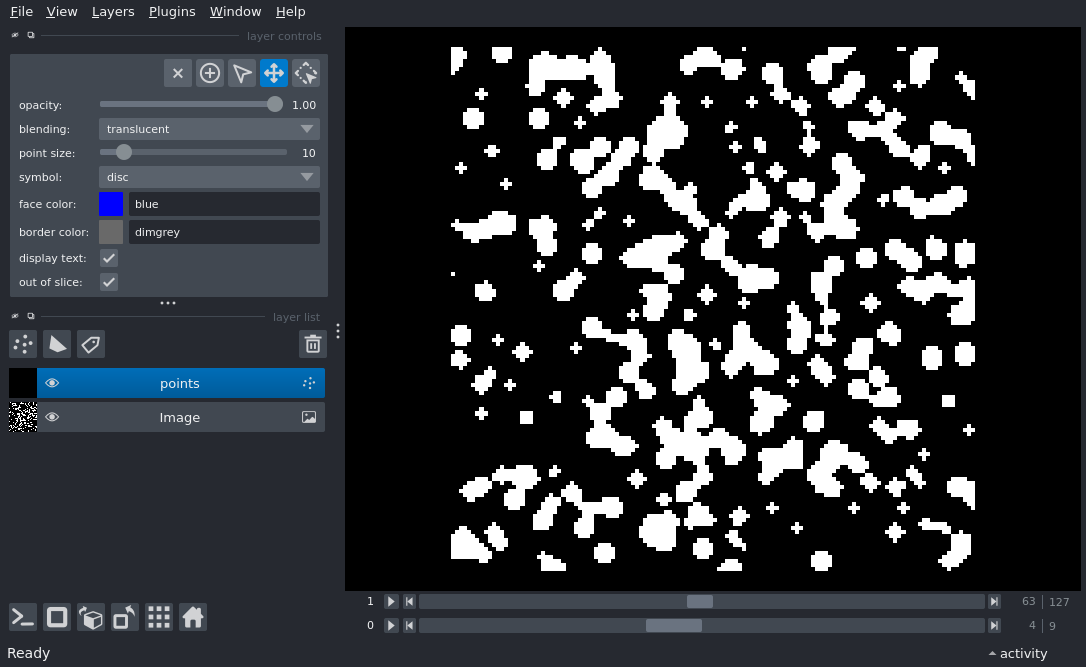 File View Layers Plugins Window Help
layer controls
opacity: 1.00
blending: translucent
point size: 10
symbol: disc
face color: blue
border color: dimgrey
display text:
out of slice:
layer list
points
Image
1 63 127
0 4 9
Ready activity